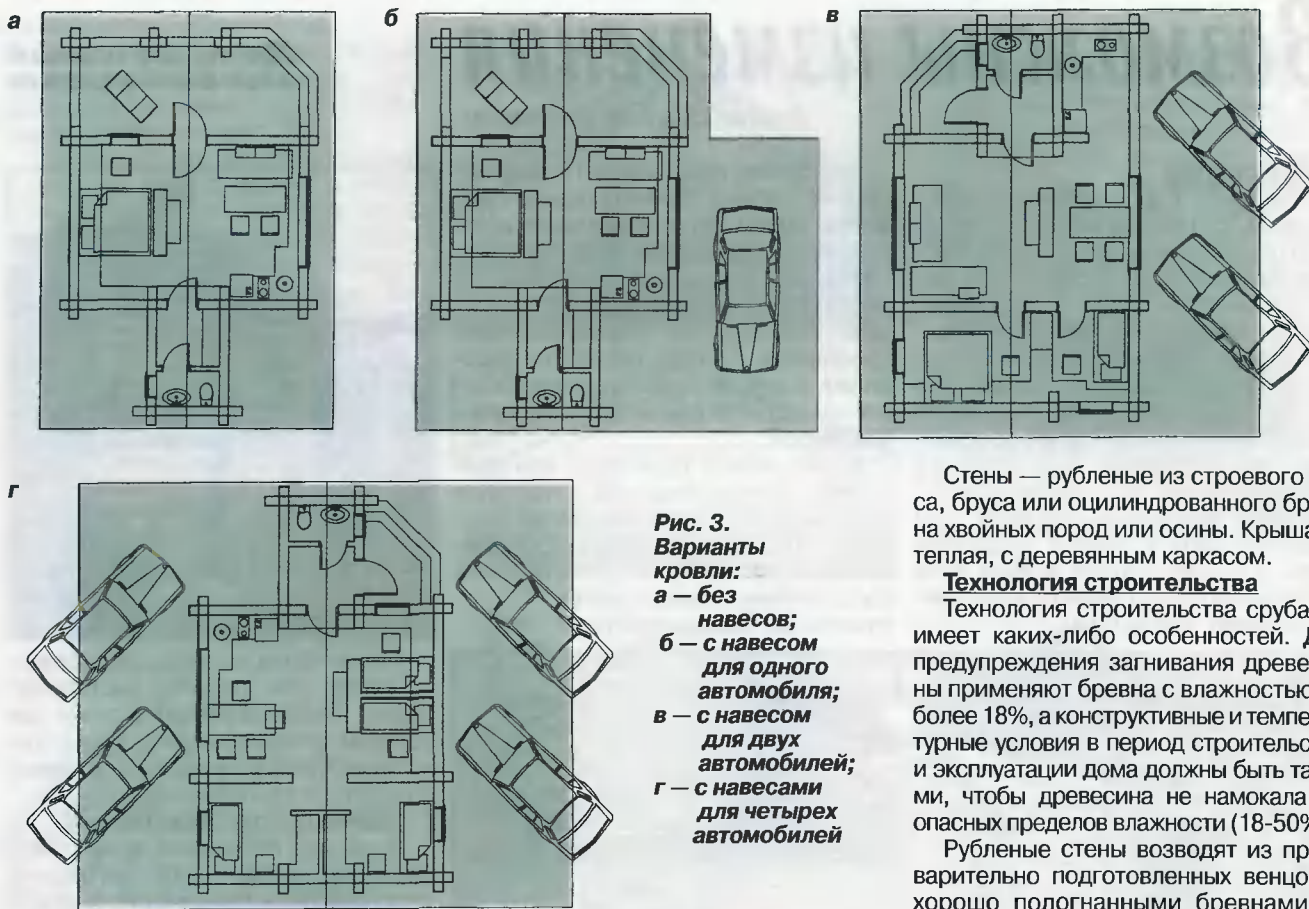 а
б
в
г
Рис. 3.
Варианты
кровли:
а — без
навесов;
б — с навесом
для одного
автомобиля;
в — с навесом
для двух
автомобилей;
г — с навесами
для четырех
автомобилей
Стены — рубленые из строевого
са, бруса или оцилиндрованного бр
на хвойных пород или осины. Крыша
теплая, с деревянным каркасом.
Технология строительства
Технология строительства сруба
имеет каких-либо особенностей. Д
предупреждения загнивания древе
ны применяют бревна с влажностью
более 18%, а конструктивные и темпе
турные условия в период строительс
и эксплуатации дома должны быть та
ми, чтобы древесина не намокала
опасных пределов влажности (18-50%
Рубленые стены возводят из пр
варительно подготовленных венцо
хорошо подогнанными бревнами